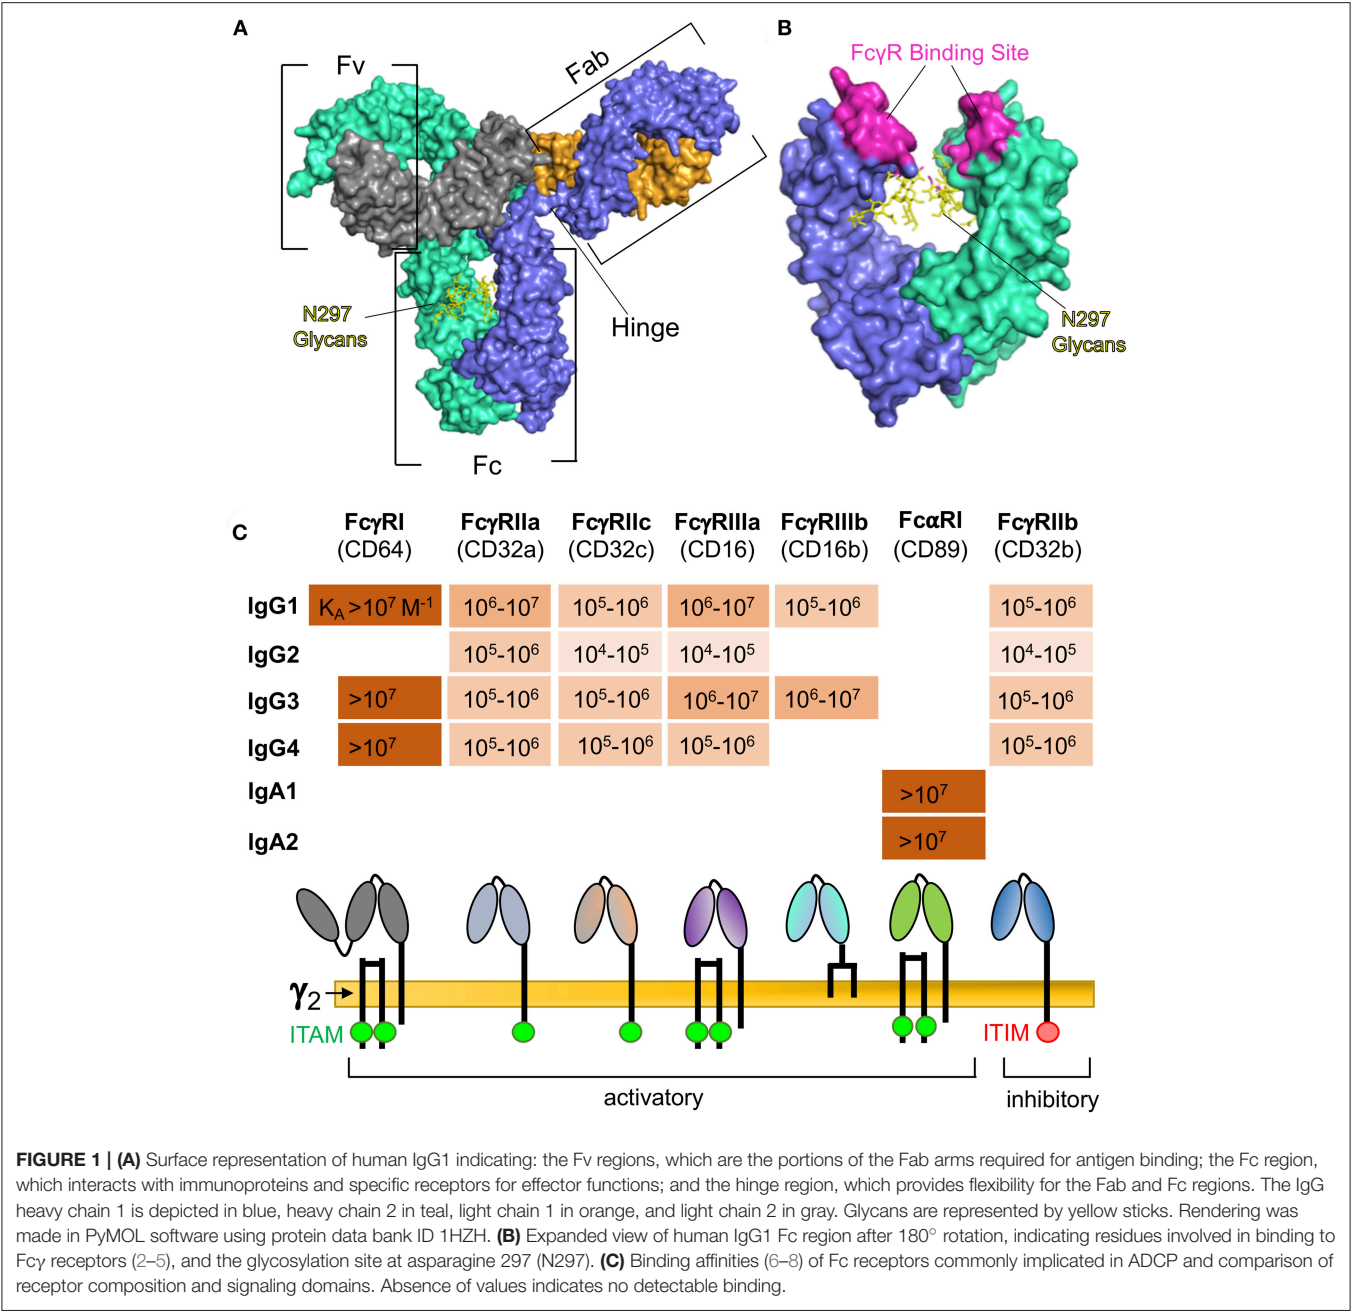 A
B
Fv
Fab
FcγR Binding Site
N297
Glycans
Hinge
N297
Glycans
Fc
C
FcγRI FcγRIIa FcγRIIc FcγRIIIa FcγRIIIb FcαRI FcγRIIb
(CD64) (CD32a) (CD32c) (CD16) (CD16b) (CD89) (CD32b)
IgG1 K_A >10⁷ M⁻¹ 10⁶-10⁷ 10⁵-10⁶ 10⁶-10⁷ 10⁵-10⁶ 10⁵-10⁶
IgG2 10⁵-10⁶ 10⁴-10⁵ 10⁴-10⁵ 10⁴-10⁵
IgG3 >10⁷ 10⁵-10⁶ 10⁵-10⁶ 10⁶-10⁷ 10⁶-10⁷ 10⁵-10⁶
IgG4 >10⁷ 10⁵-10⁶ 10⁵-10⁶ 10⁵-10⁶ 10⁵-10⁶
IgA1 >10⁷
IgA2 >10⁷
γ₂
ITAM ITIM
activatory inhibitory
FIGURE 1 | (A) Surface representation of human IgG1 indicating: the Fv regions, which are the portions of the Fab arms required for antigen binding; the Fc region,
which interacts with immunoproteins and specific receptors for effector functions; and the hinge region, which provides flexibility for the Fab and Fc regions. The IgG
heavy chain 1 is depicted in blue, heavy chain 2 in teal, light chain 1 in orange, and light chain 2 in gray. Glycans are represented by yellow sticks. Rendering was
made in PyMOL software using protein data bank ID 1HZH. (B) Expanded view of human IgG1 Fc region after 180° rotation, indicating residues involved in binding to
Fcγ receptors (2–5), and the glycosylation site at asparagine 297 (N297). (C) Binding affinities (6–8) of Fc receptors commonly implicated in ADCP and comparison of
receptor composition and signaling domains. Absence of values indicates no detectable binding.